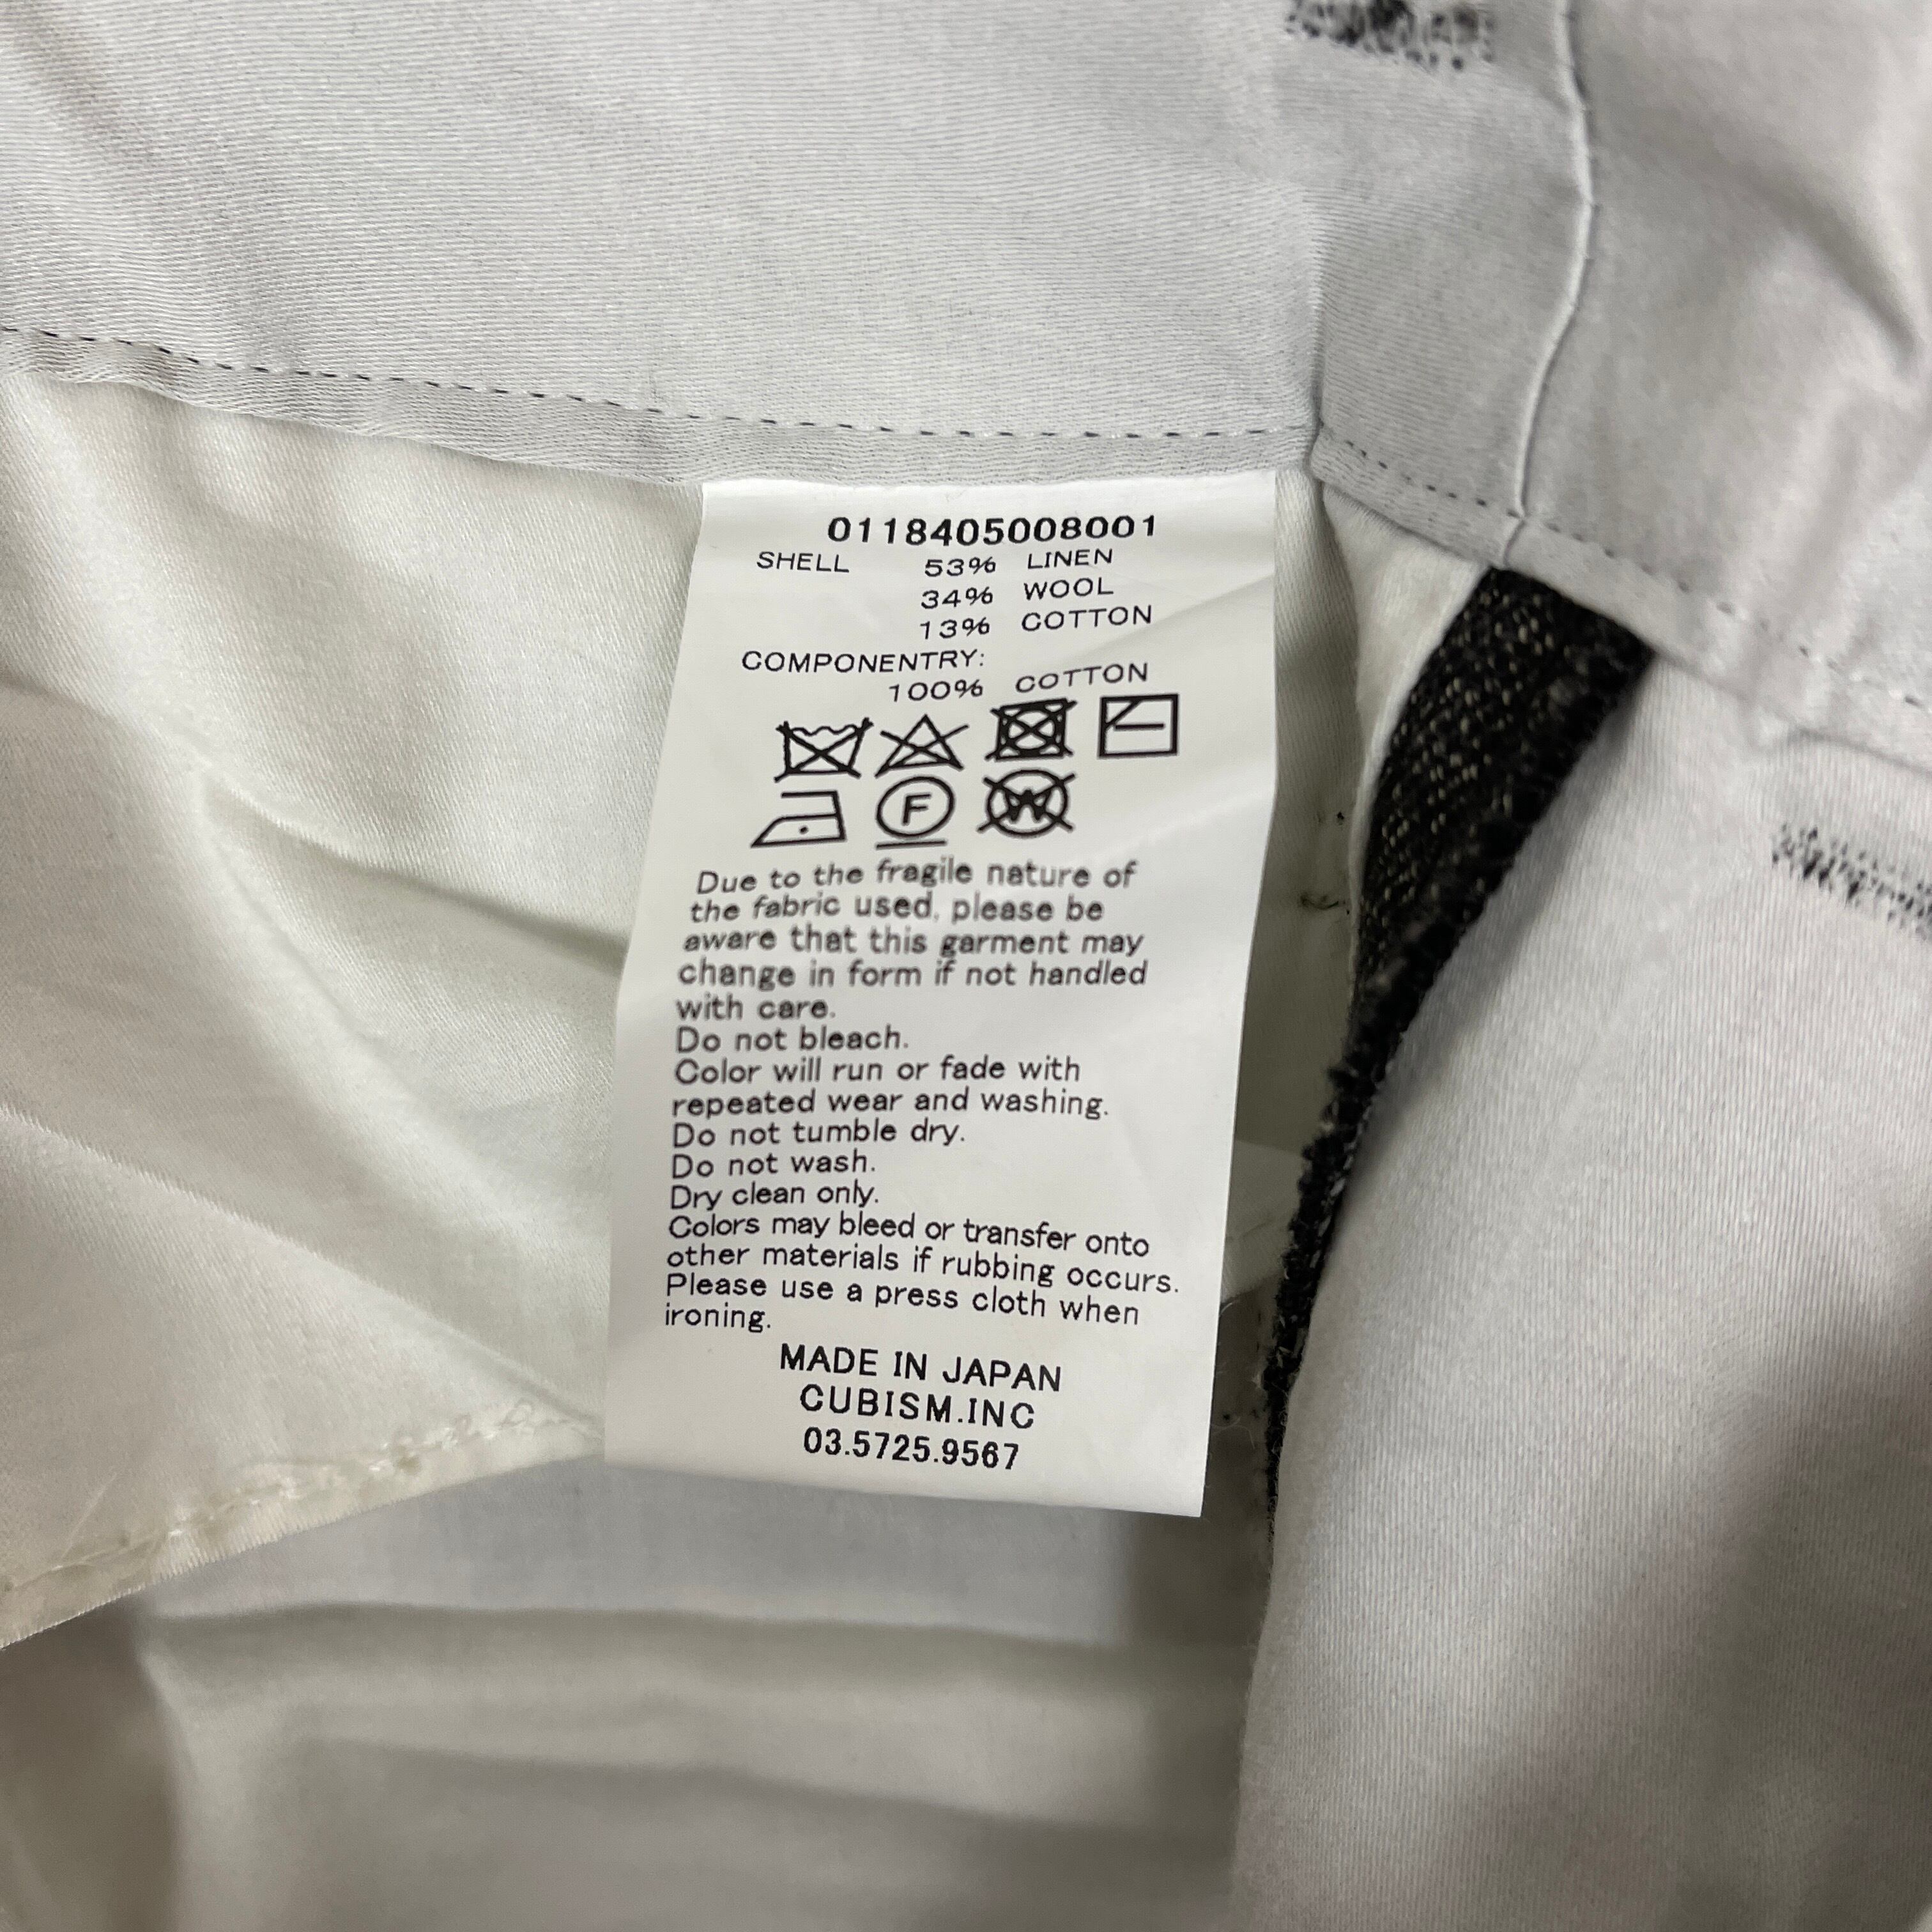 0118405008001
SHELL 53% LINEN
34% WOOL
13% COTTON
COMPONENTRY:
100% COTTON
F W
Due to the fragile nature of
the fabric used, please be
aware that this garment may
change in form if not handled
with care.
Do not bleach.
Color will run or fade with
repeated wear and washing.
Do not tumble dry.
Do not wash.
Dry clean only.
Colors may bleed or transfer onto
other materials if rubbing occurs.
Please use a press cloth when
ironing.
MADE IN JAPAN
CUBISM.INC
03.5725.9567